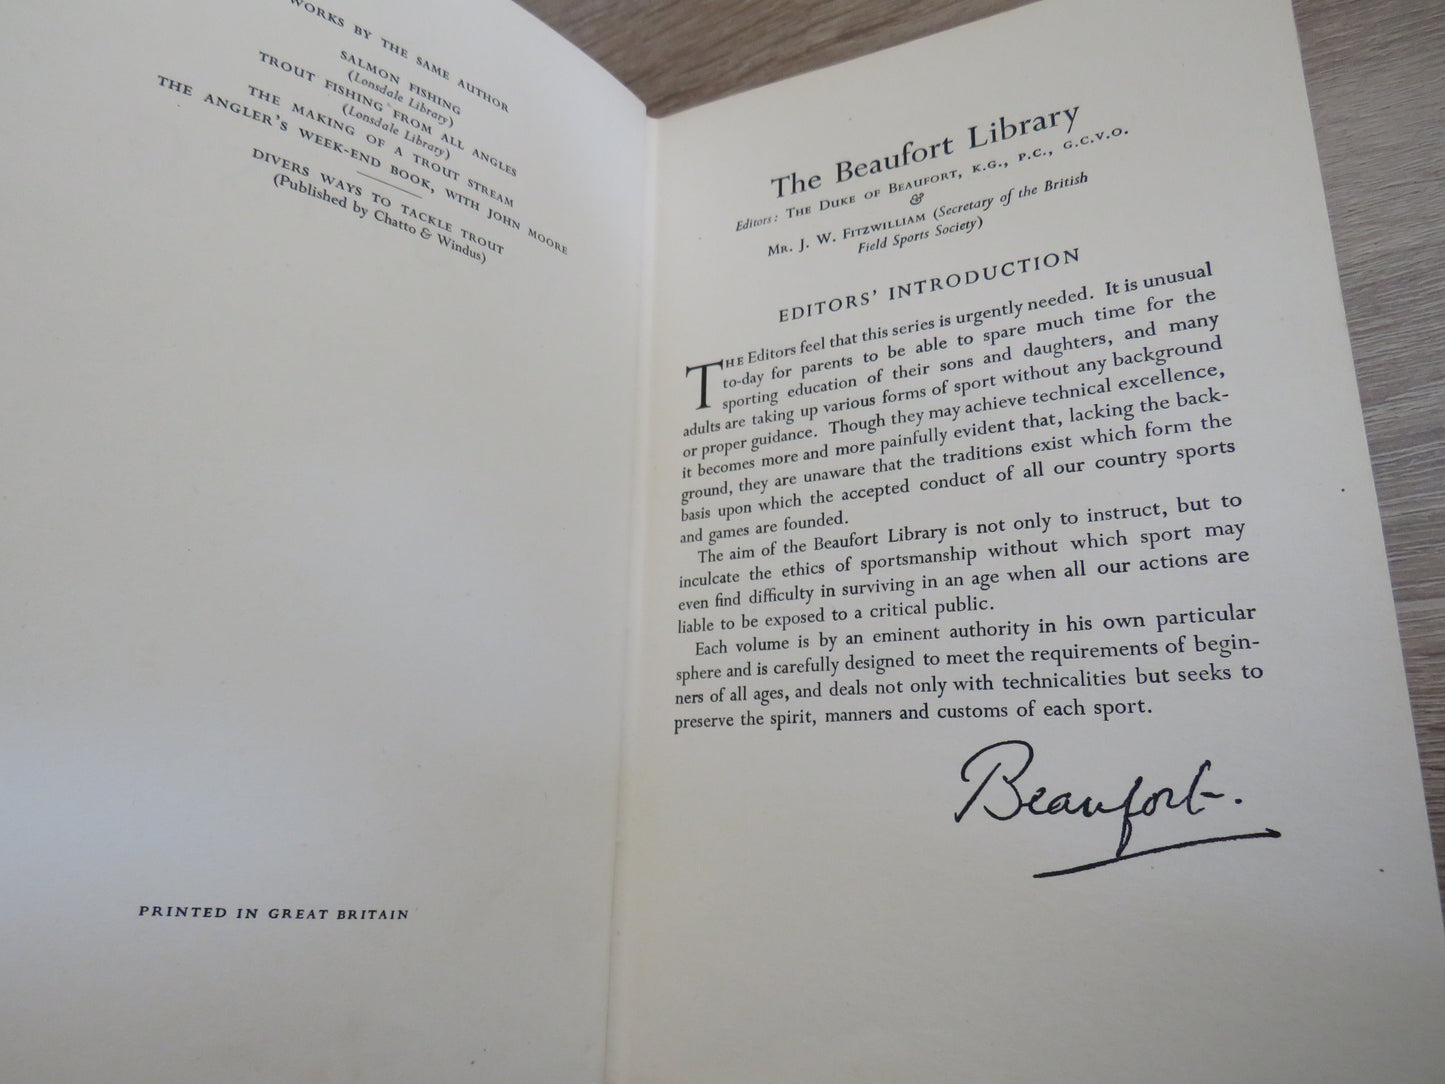 WORKS BY THE SAME AUTHOR
SALMON FISHING
(Lonsdale Library)
TROUT FISHING FROM ALL ANGLES
(Lonsdale Library)
THE MAKING OF A TROUT STREAM
THE ANGLER'S WEEK-END BOOK, WITH JOHN MOORE
DIVERS WAYS TO TACKLE TROUT
(Published by Chatto & Windus)
PRINTED IN GREAT BRITAIN
The Beaufort Library
Editors: THE DUKE OF BEAUFORT, K.G., P.C., G.C.V.O.
&
MR. J. W. FITZWILLIAM (Secretary of the British
Field Sports Society)
EDITORS' INTRODUCTION
THE Editors feel that this series is urgently needed. It is unusual
to-day for parents to be able to spare much time for the
sporting education of their sons and daughters, and many
adults are taking up various forms of sport without any background
or proper guidance. Though they may achieve technical excellence,
it becomes more and more painfully evident that, lacking the back-
ground, they are unaware that the traditions exist which form the
basis upon which the accepted conduct of all our country sports
and games are founded.
The aim of the Beaufort Library is not only to instruct, but to
inculcate the ethics of sportsmanship without which sport may
even find difficulty in surviving in an age when all our actions are
liable to be exposed to a critical public.
Each volume is by an eminent authority in his own particular
sphere and is carefully designed to meet the requirements of begin-
ners of all ages, and deals not only with technicalities but seeks to
preserve the spirit, manners and customs of each sport.
Beaufort.